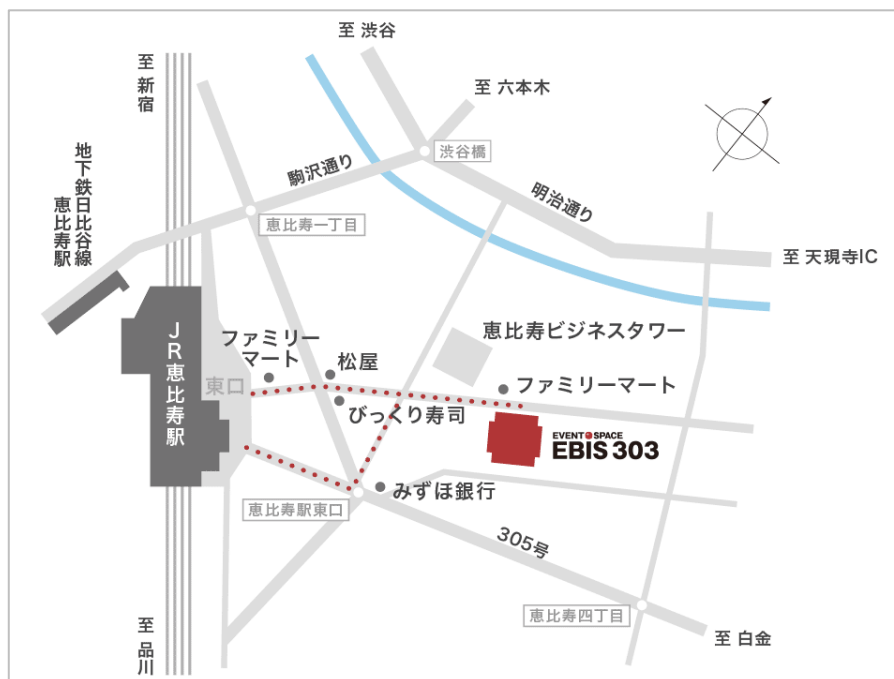 至 渋谷
至 新宿
至 六本木
渋谷橋
地下鉄日比谷線
恵比寿駅
駒沢通り
明治通り
恵比寿一丁目
至 天現寺IC
JR恵比寿駅
ファミリー
マート
松屋
恵比寿ビジネスタワー
東口
ファミリーマート
びっくり寿司
EVENT SPACE
EBIS 303
みずほ銀行
恵比寿駅東口
305号
恵比寿四丁目
至 品川
至 白金